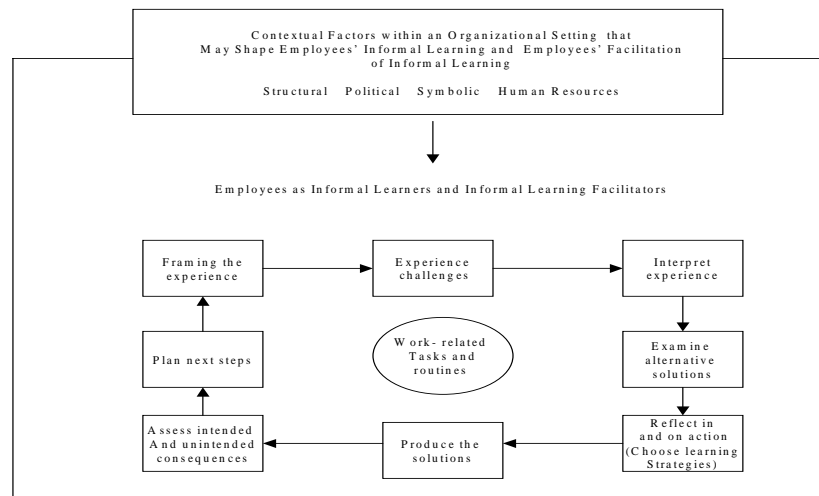 Contextual Factors within an Organizational Setting that
May Shape Employees' Informal Learning and Employees' Facilitation
of Informal Learning
Structural Political Symbolic Human Resources
Employees as Informal Learners and Informal Learning Facilitators
Framing the
experience
Experience
challenges
Interpret
experience
Plan next steps
Work- related
Tasks and
routines
Examine
alternative
solutions
Assess intended
And unintended
consequences
Produce the
solutions
Reflect in
and on action
(Choose learning
Strategies)